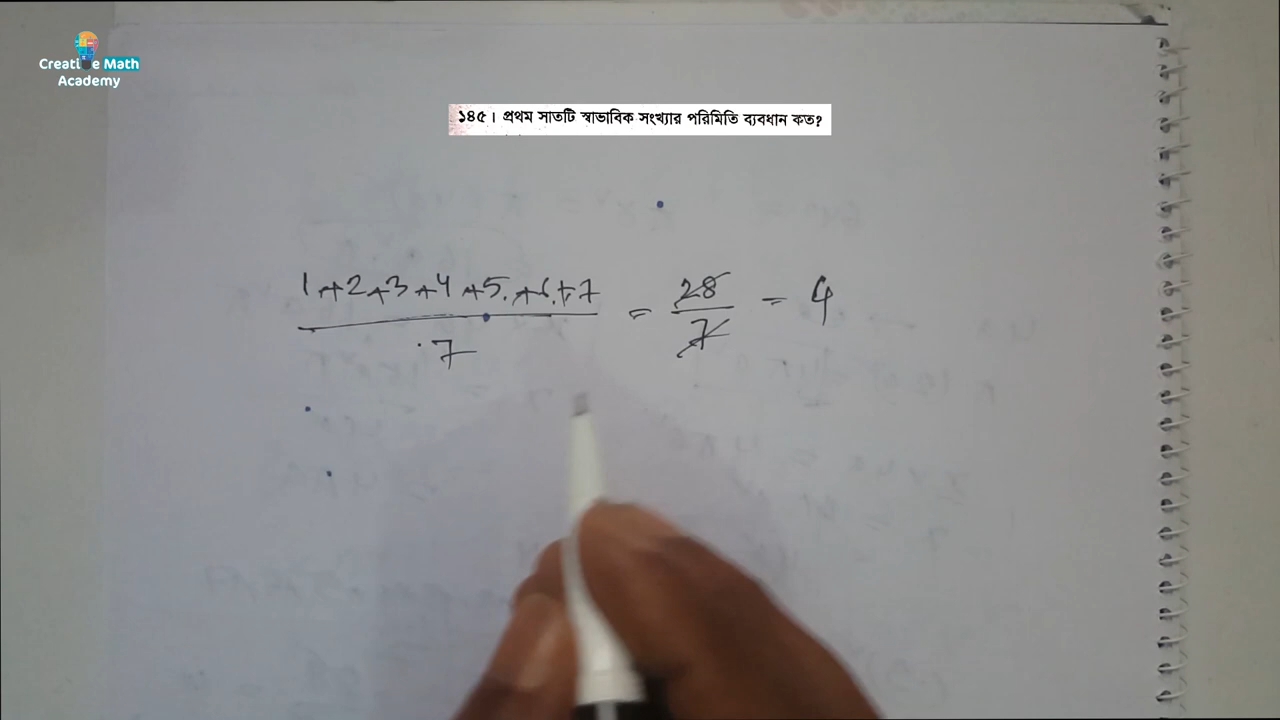 Creative Math
Academy
১৪৫। প্রথম সাতটি স্বাভাবিক সংখ্যার পরিমিতি ব্যবধান কত?
1+2+3+4+5+6+7 / 7 = 28 / 7 = 4